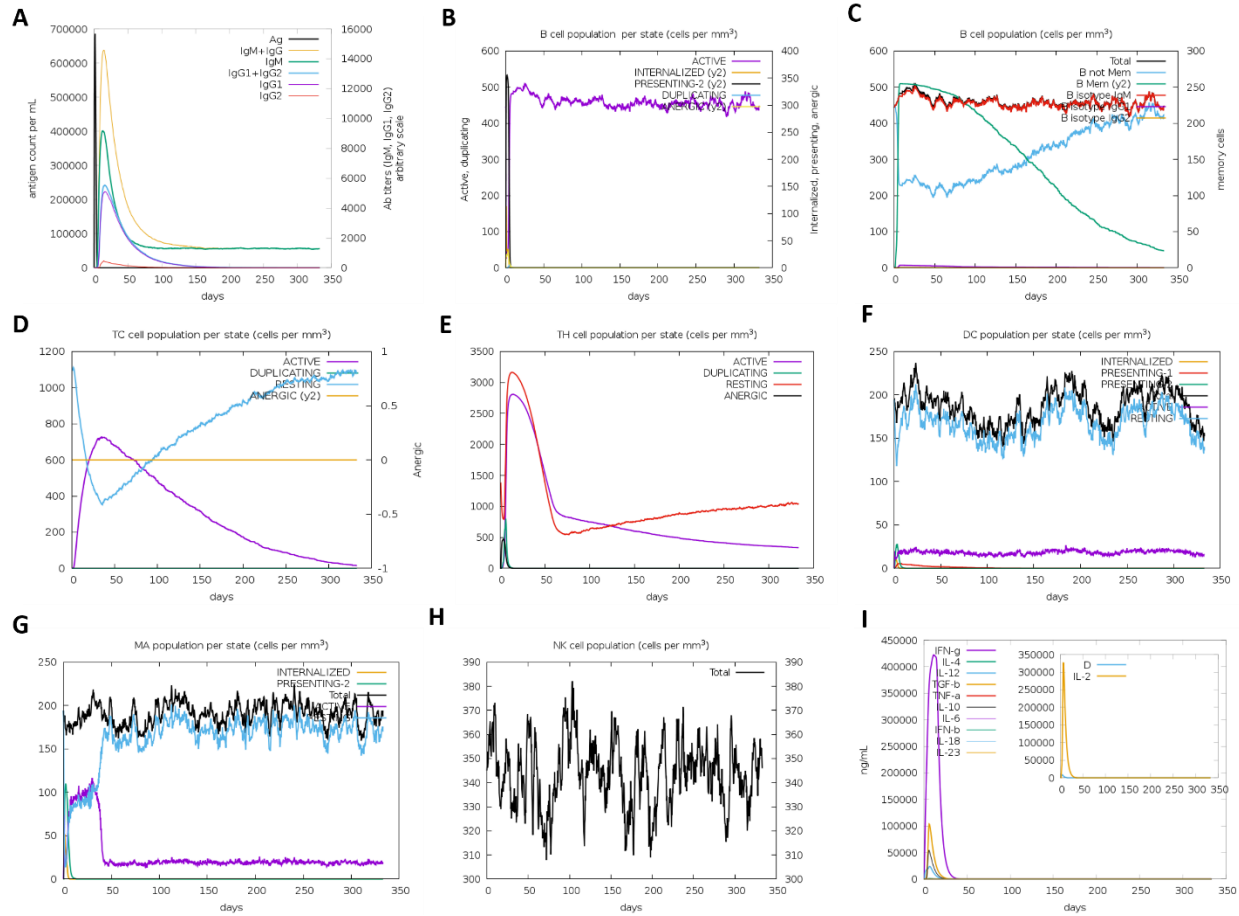 A
700000
600000
500000
400000
300000
200000
100000
0
antigen count per mL
Ag
IgM+IgG
IgM
IgG1+IgG2
IgG1
IgG2
16000
14000
12000
10000
8000
6000
4000
2000
0
Ab titers (IgM, IgG1, IgG2)
arbitrary scale
0 50 100 150 200 250 300 350
days
B
B cell population per state (cells per mm³)
600
500
400
300
200
100
0
Active, duplicating
ACTIVE
INTERNALIZED (y2)
PRESENTING-2 (y2)
DUPLICATING
400
350
300
250
200
150
100
50
0
Internalized, presenting, anergic
0 50 100 150 200 250 300 350
days
C
B cell population (cells per mm³)
600
500
400
300
200
100
0
Total
B not Mem
B Mem (y2)
B isotype IgM
B isotype IgG1
B isotype IgG2
300
250
200
150
100
50
0
memory cells
0 50 100 150 200 250 300 350
days
D
TC cell population per state (cells per mm³)
1200
1000
800
600
400
200
0
ACTIVE
DUPLICATING
RESTING
ANERGIC (y2)
1
0.5
0
-0.5
-1
Anergic
0 50 100 150 200 250 300 350
days
E
TH cell population per state (cells per mm³)
3500
3000
2500
2000
1500
1000
500
0
ACTIVE
DUPLICATING
RESTING
ANERGIC
0 50 100 150 200 250 300 350
days
F
DC population per state (cells per mm³)
250
200
150
100
50
0
INTERNALIZED
PRESENTING-1
RESTING
0 50 100 150 200 250 300 350
days
G
MA population per state (cells per mm³)
250
200
150
100
50
0
INTERNALIZED
PRESENTING-2
Total
ACTIVE
0 50 100 150 200 250 300 350
days
H
NK cell population (cells per mm³)
390
380
370
360
350
340
330
320
310
300
Total
390
380
370
360
350
340
330
320
310
300
0 50 100 150 200 250 300 350
days
I
450000
400000
350000
300000
250000
200000
150000
100000
50000
0
ng/mL
IFN-g
IL-4
IL-12
TGF-b
TNF-a
IL-10
IL-6
IFN-b
IL-18
IL-23
350000
300000
250000
200000
150000
100000
50000
0
D
IL-2
0 50 100 150 200 250 300 350
0 50 100 150 200 250 300 350
days